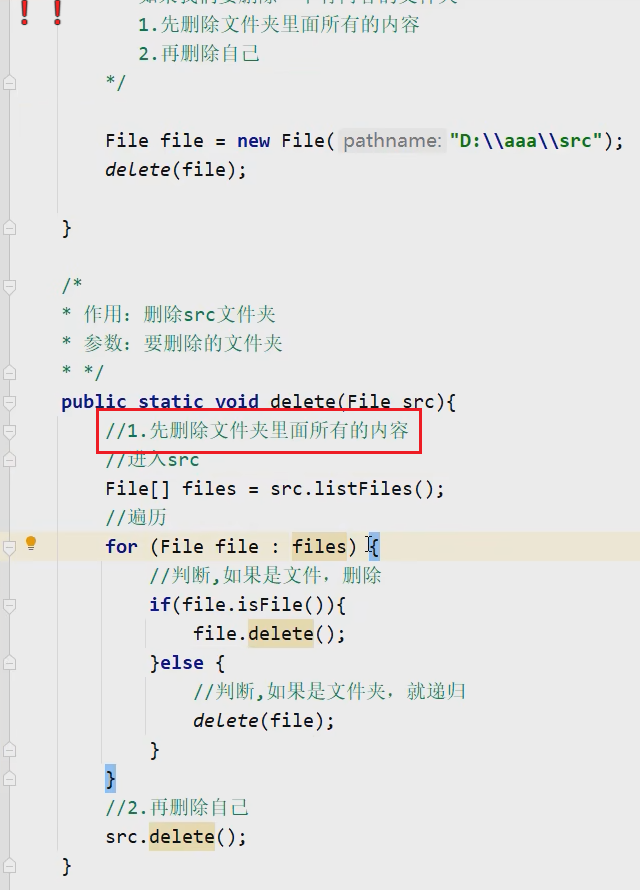 1.先删除文件夹里面所有的内容
2.再删除自己
*/
File file = new File( pathname: "D:\\aaa\\src");
delete(file);
}
/*
* 作用: 删除src文件夹
* 参数: 要删除的文件夹
* */
public static void delete(File src){
//1.先删除文件夹里面所有的内容
//进入src
File[] files = src.listFiles();
//遍历
for (File file : files) {
//判断,如果是文件，删除
if(file.isFile()){
file.delete();
}else {
//判断,如果是文件夹，就递归
delete(file);
}
}
//2.再删除自己
src.delete();
}